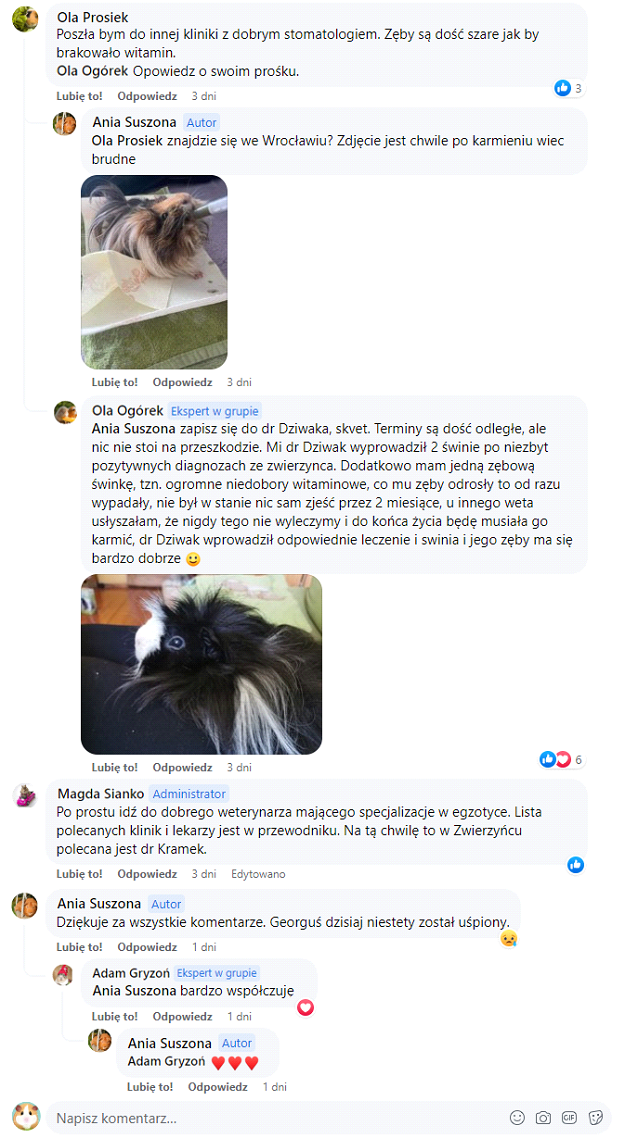 Ola Prosiek
Poszła bym do innej kliniki z dobrym stomatologiem. Zęby są dość szare jak by
brakowało witamin.
Ola Ogórek Opowiedz o swoim prośku.
Lubię to! Odpowiedz 3 dni
3
Ania Suszona Autor
Ola Prosiek znajdzie się we Wrocławiu? Zdjęcie jest chwile po karmieniu wiec
brudne
Lubię to! Odpowiedz 3 dni
Ola Ogórek Ekspert w grupie
Ania Suszona zapisz się do dr Dziwaka, skvet. Terminy są dość odległe, ale
nic nie stoi na przeszkodzie. Mi dr Dziwak wyprowadził 2 świnie po niezbyt
pozytywnych diagnozach ze zwierzynca. Dodatkowo mam jedną zębową
świnkę, tzn. ogromne niedobory witaminowe, co mu zęby odrosły to od razu
wypadały, nie był w stanie nic sam zjeść przez 2 miesiące, u innego weta
usłyszałam, że nigdy tego nie wyleczymy i do końca życia będę musiała go
karmić, dr Dziwak wprowadził odpowiednie leczenie i swinia i jego zęby ma się
bardzo dobrze 🙂
Lubię to! Odpowiedz 3 dni
6
Magda Sianko Administrator
Po prostu idź do dobrego weterynarza mającego specjalizacje w egzotyce. Lista
polecanych klinik i lekarzy jest w przewodniku. Na tą chwilę to w Zwierzyńcu
polecana jest dr Kramek.
Lubię to! Odpowiedz 3 dni Edytowano
Ania Suszona Autor
Dziękuje za wszystkie komentarze. Georguś dzisiaj niestety został uśpiony.
Lubię to! Odpowiedz 1 dni
Adam Gryzoń Ekspert w grupie
Ania Suszona bardzo współczuję
Lubię to! Odpowiedz 1 dni
Ania Suszona Autor
Adam Gryzoń ❤️❤️❤️
Lubię to! Odpowiedz 1 dni
Napisz komentarz...
GIF